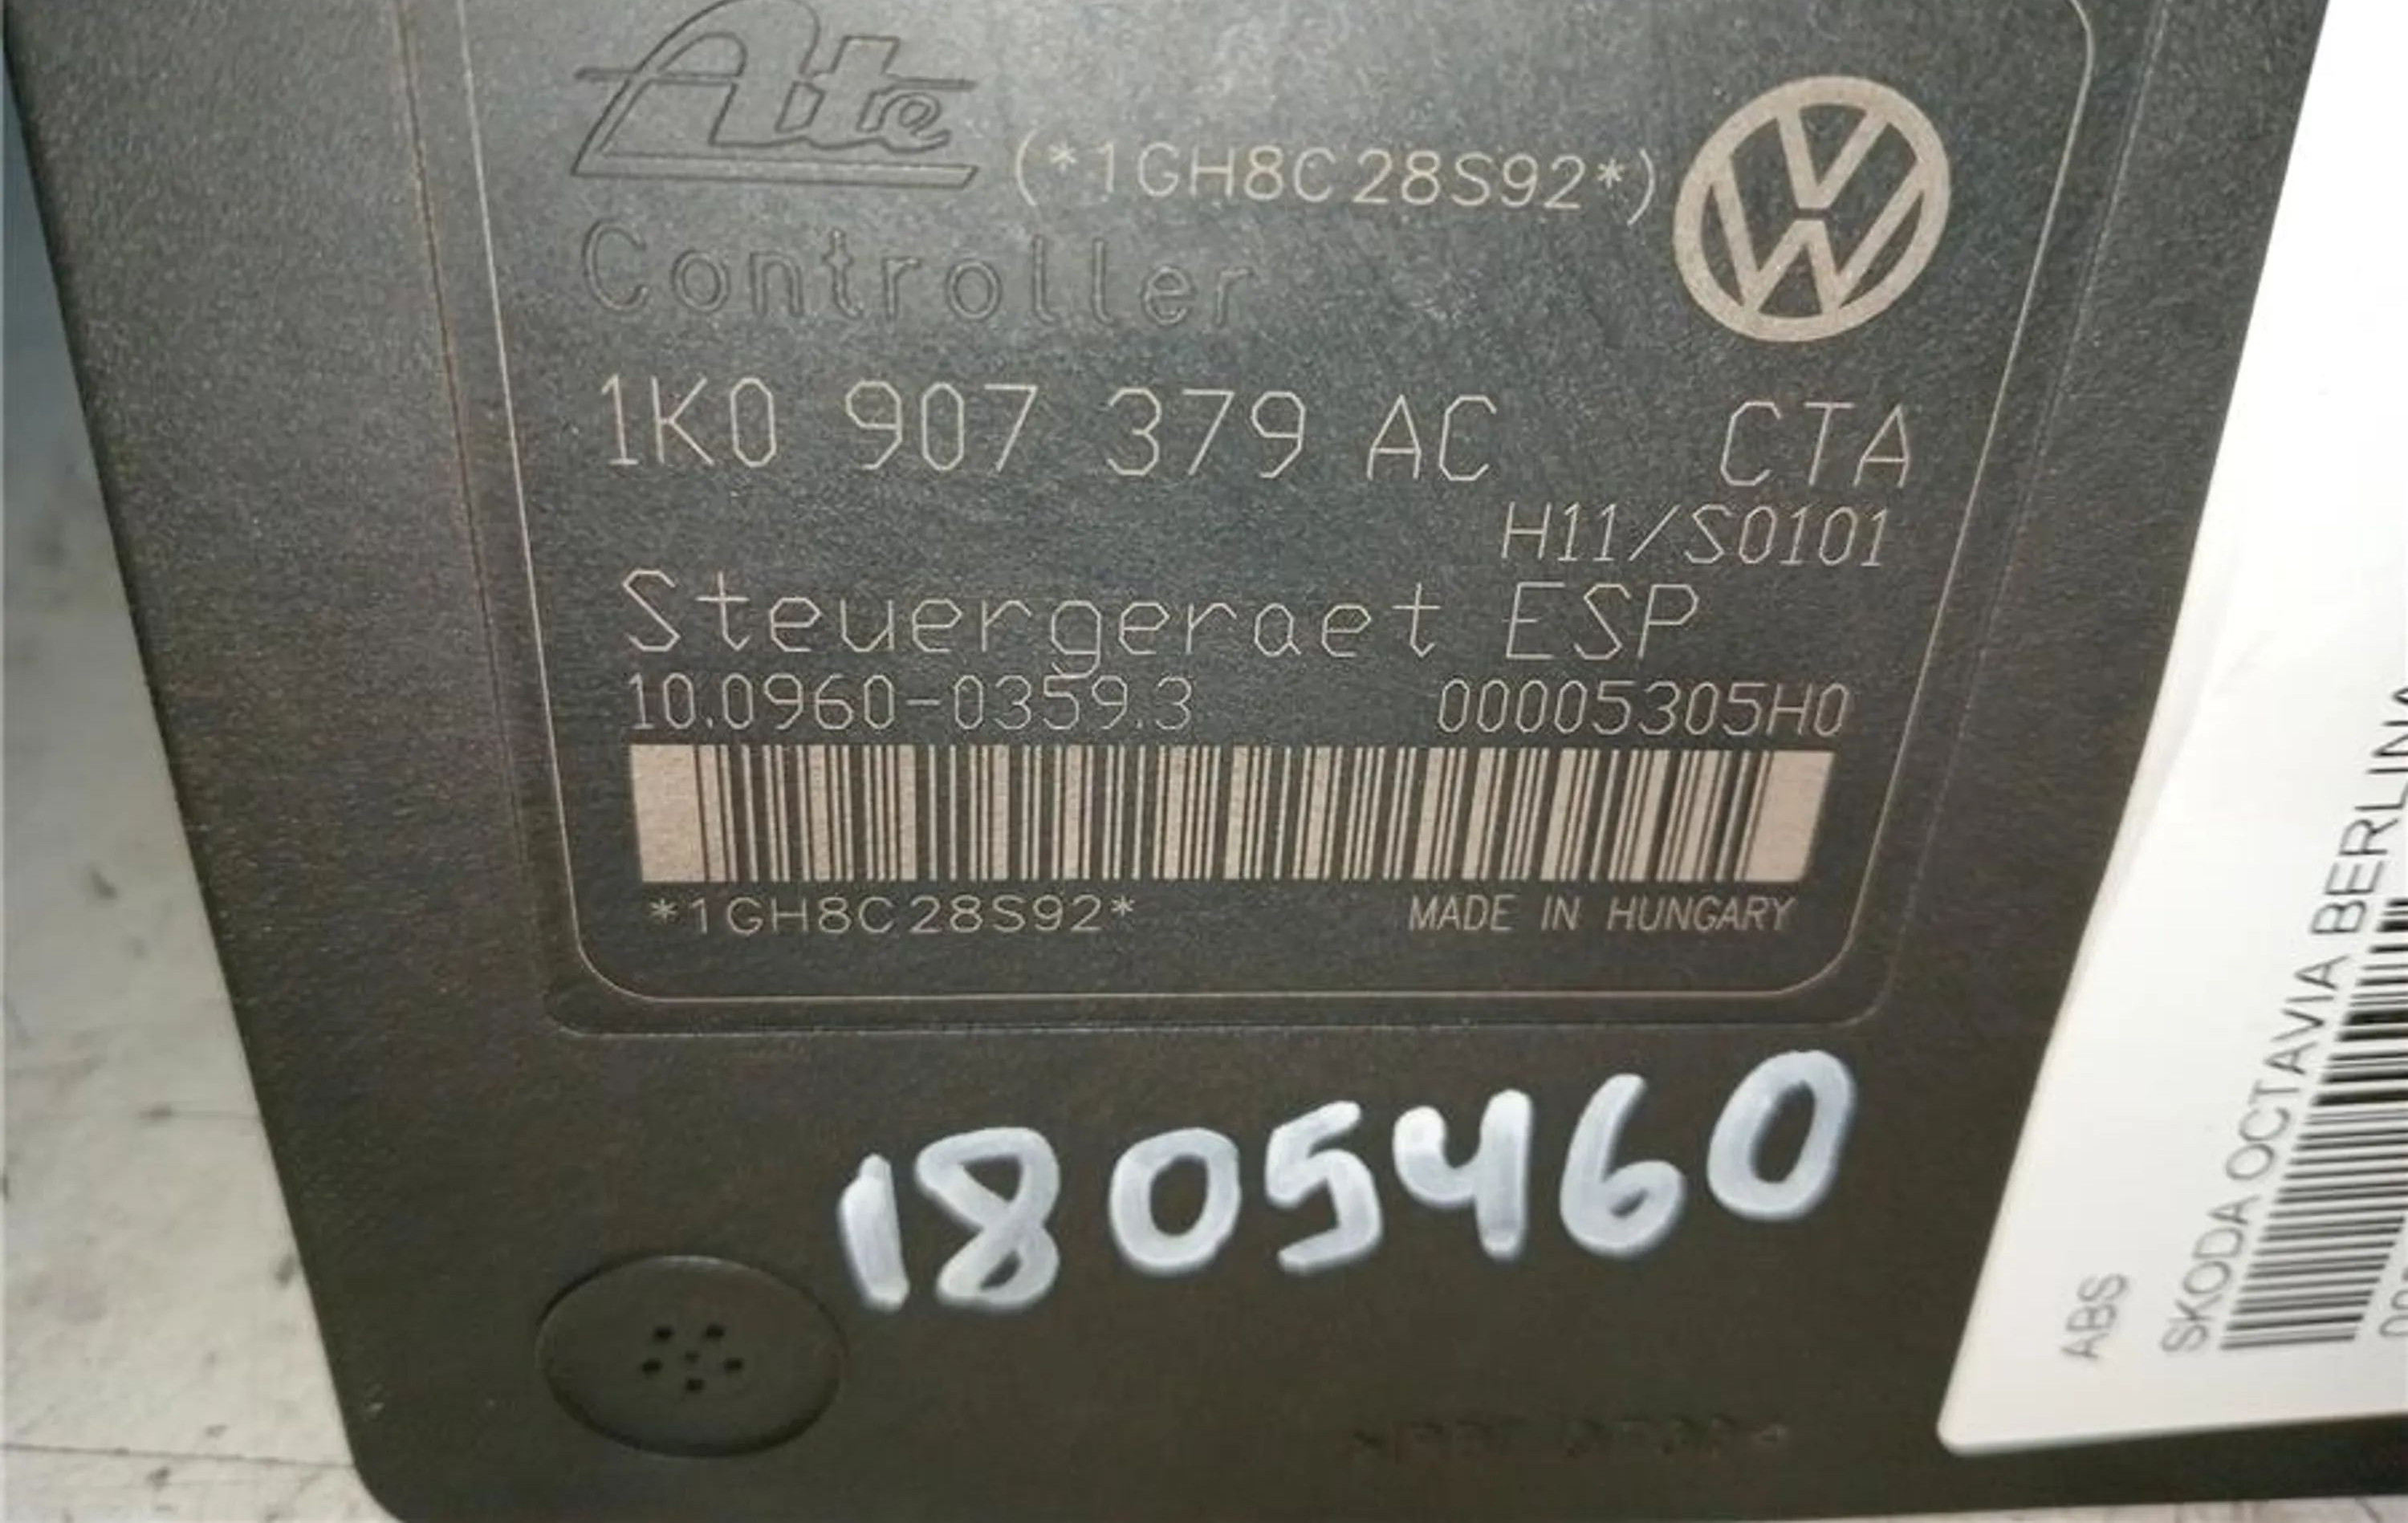 Ate (*1GH8C28S92*)
Controller
1K0 907 379 AC CTA
H11/S0101
Steuergeraet ESP
10.0960-0359.3 00005305H0
*1GH8C28S92* MADE IN HUNGARY
1805460
ABS
SKODA OCTAVIA BERLINA